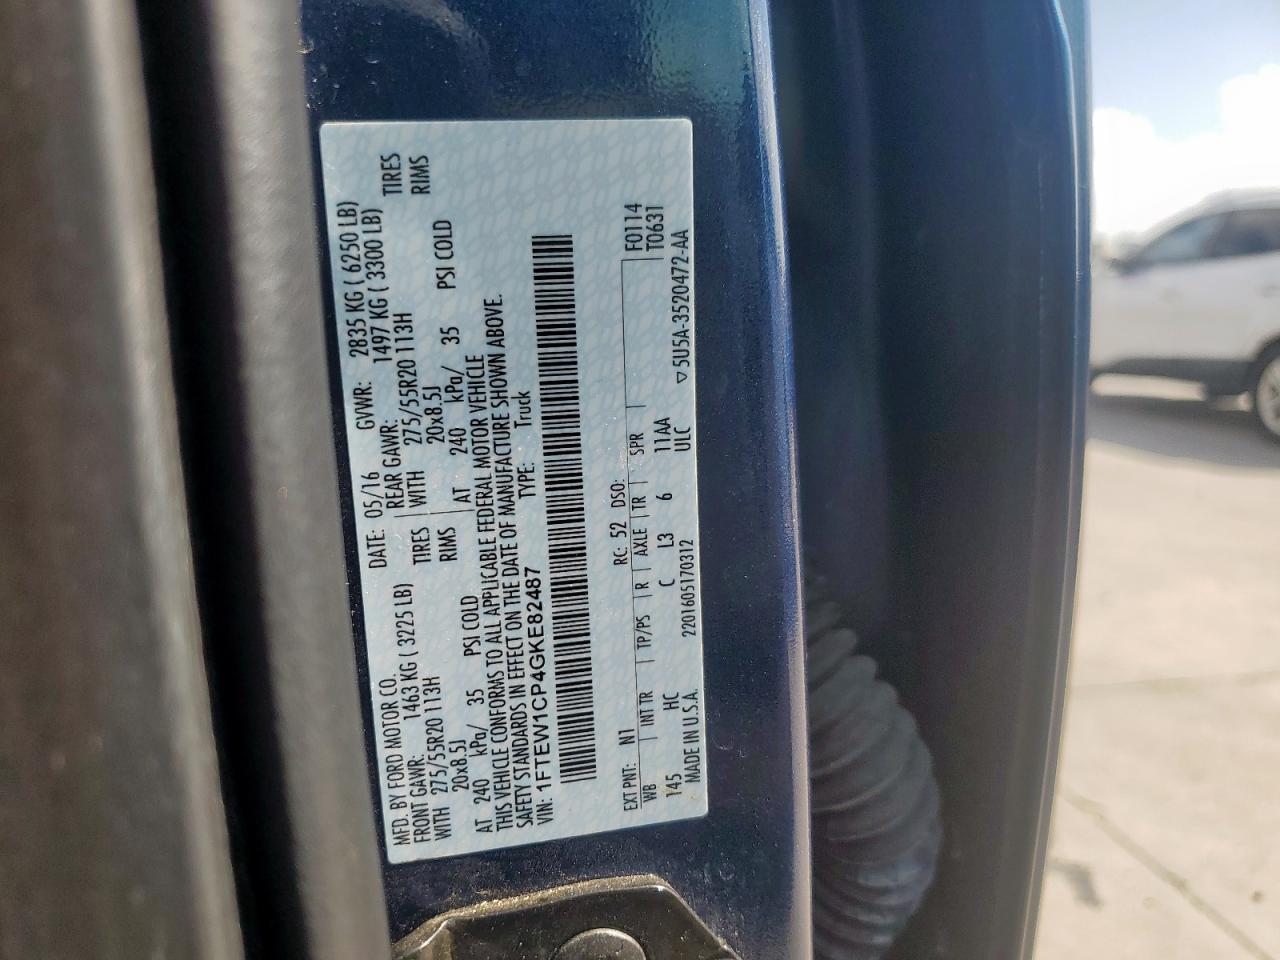 MFD. BY FORD MOTOR CO.
DATE: 05/16 GVWR: 2835 KG ( 6250 LB)
FRONT GAWR: 1463 KG ( 3225 LB) REAR GAWR: 1497 KG ( 3300 LB)
WITH 275/55R20 113H TIRES WITH 275/55R20 113H TIRES
20x8.5J RIMS 20x8.5J RIMS
AT 240 kPa/ 35 PSI COLD AT 240 kPa/ 35 PSI COLD
THIS VEHICLE CONFORMS TO ALL APPLICABLE FEDERAL MOTOR VEHICLE
SAFETY STANDARDS IN EFFECT ON THE DATE OF MANUFACTURE SHOWN ABOVE.
VIN: 1FTEW1CP4GKE82487 TYPE: Truck
EXT PNT: N1 RC: 52 DSO: F0114
WB INT TR TP/PS R AXLE TR SPR T0631
145 HC C L3 6 11AA
MADE IN U.S.A. 2201605170312 ULC ▽5U5A-3520472-AA